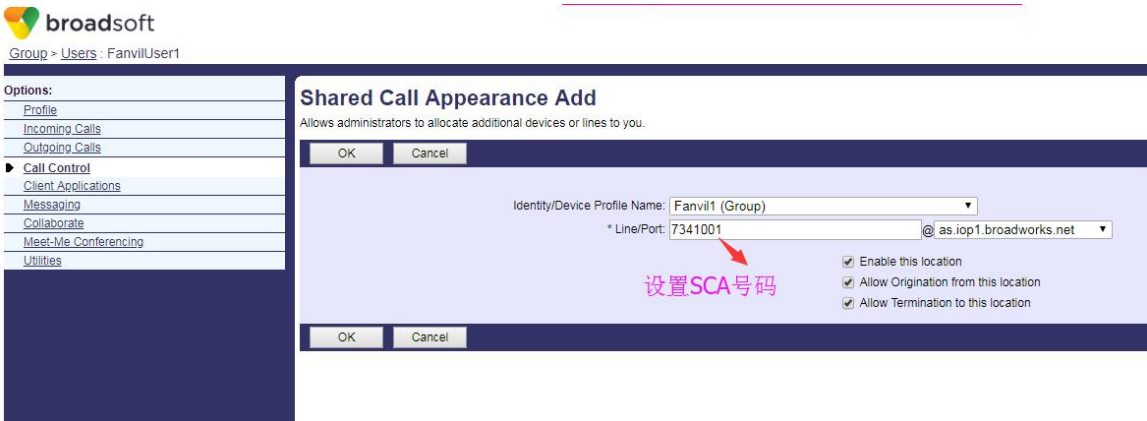 broadsoft
Group > Users : FanvilUser1
Options:
Profile
Incoming Calls
Outgoing Calls
Call Control
Client Applications
Messaging
Collaborate
Meet-Me Conferencing
Utilities
Shared Call Appearance Add
Allows administrators to allocate additional devices or lines to you.
OK Cancel
Identity/Device Profile Name: Fanvil1 (Group)
* Line/Port: 7341001 @ as.iop1.broadworks.net
设置SCA号码
Enable this location
Allow Origination from this location
Allow Termination to this location
OK Cancel